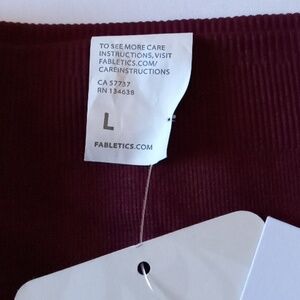 TO SEE MORE CARE
INSTRUCTIONS, VISIT
FABLETICS.COM/
CAREINSTRUCTIONS
CA 57737
RN 134638
L
FABLETICS.COM